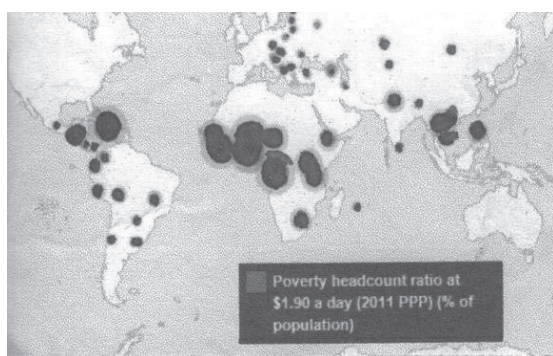 Poverty headcount ratio at
$1.90 a day (2011 PPP) (% of
population)